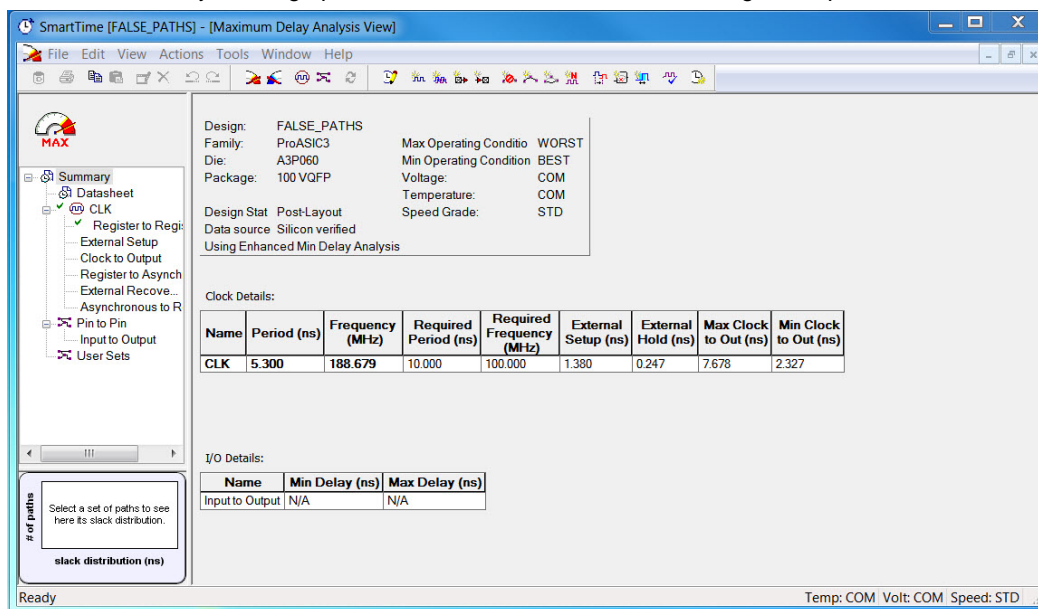 SmartTime [FALSE_PATHS] - [Maximum Delay Analysis View]
File Edit View Actions Tools Window Help
MAX
Summary
Datasheet
CLK
Register to Regi
External Setup
Clock to Output
Register to Asynch
External Recove...
Asynchronous to R
Pin to Pin
Input to Output
User Sets
# of paths
Select a set of paths to see
here its slack distribution.
slack distribution (ns)
Design: FALSE_PATHS
Family: ProASIC3 Max Operating Conditio WORST
Die: A3P060 Min Operating Condition BEST
Package: 100 VQFP Voltage: COM
Temperature: COM
Design Stat Post-Layout Speed Grade: STD
Data source Silicon verified
Using Enhanced Min Delay Analysis
Clock Details:
Name Period (ns) Frequency (MHz) Required Period (ns) Required Frequency (MHz) External Setup (ns) External Hold (ns) Max Clock to Out (ns) Min Clock to Out (ns)
CLK 5.300 188.679 10.000 100.000 1.380 0.247 7.678 2.327
I/O Details:
Name Min Delay (ns) Max Delay (ns)
Input to Output N/A N/A
Ready Temp: COM Volt: COM Speed: STD